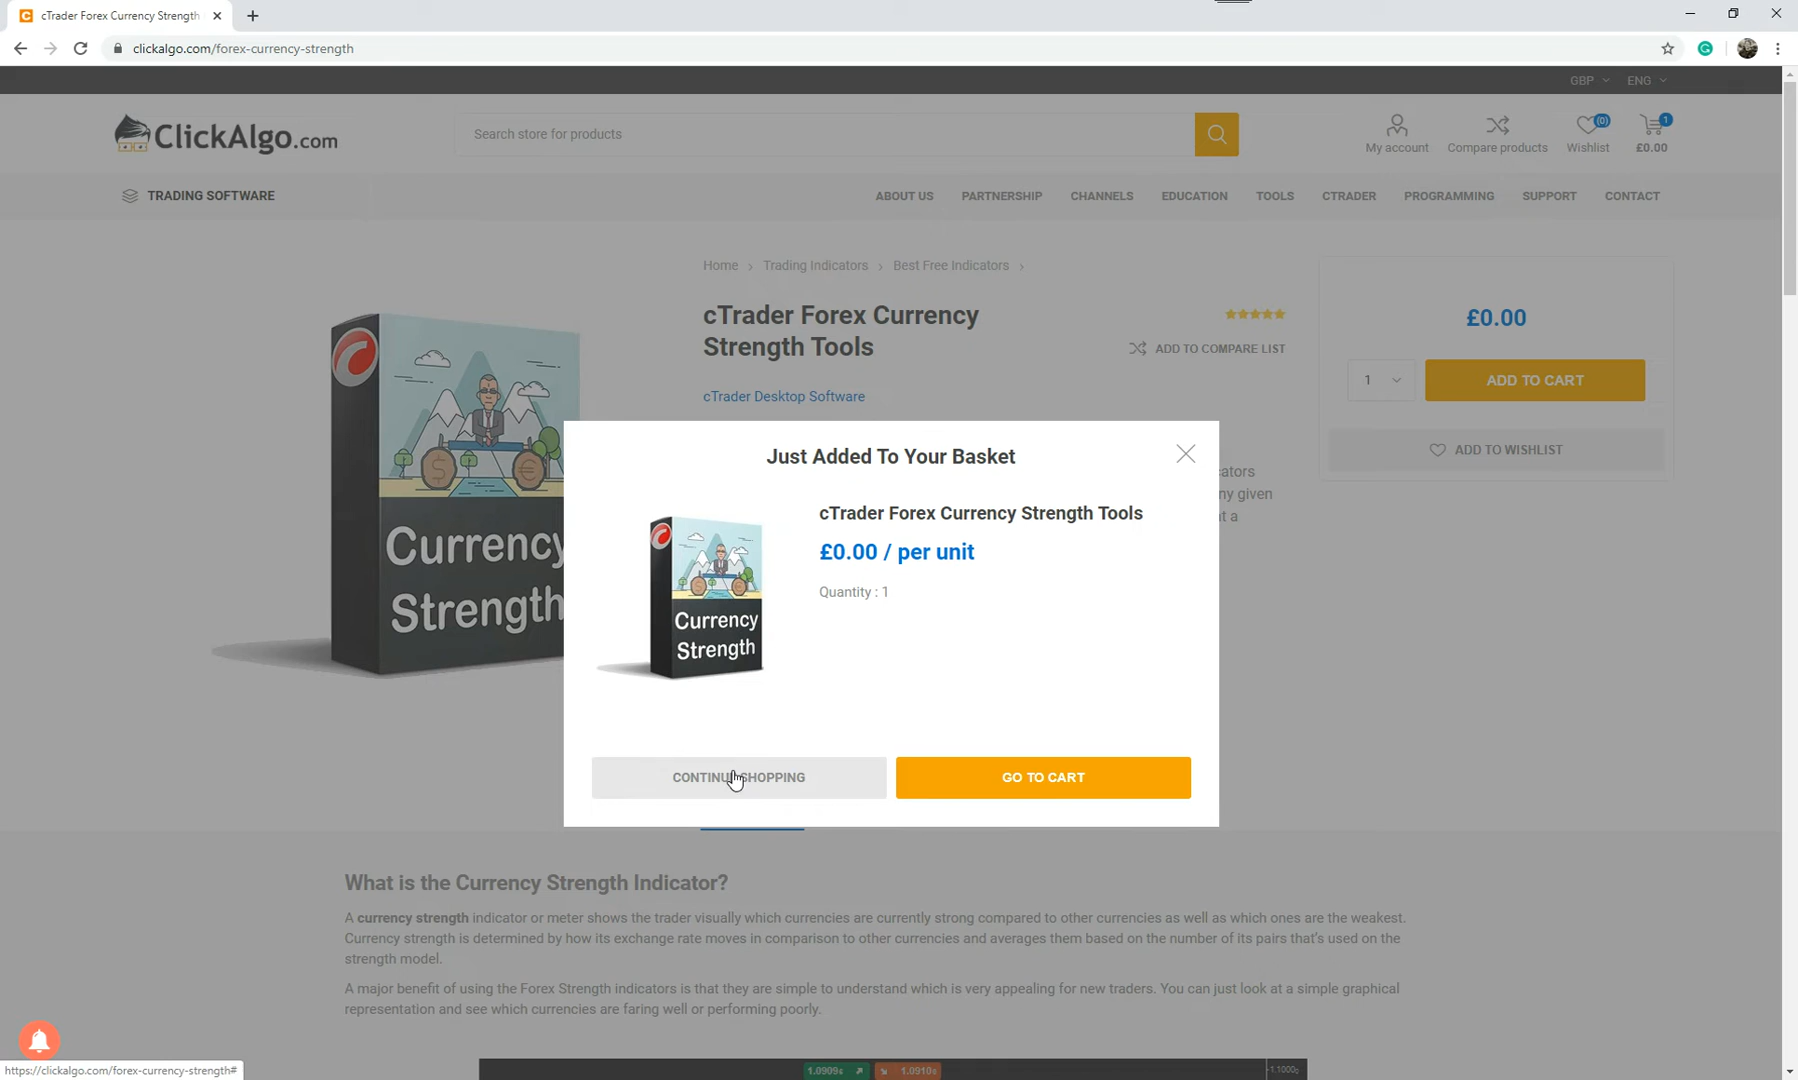 cTrader Forex Currency Strength
clickalgo.com/forex-currency-strength
GBP
ENG
ClickAlgo.com
Search store for products
My account
Compare products
(0)
Wishlist
1
£0.00
TRADING SOFTWARE
ABOUT US
PARTNERSHIP
CHANNELS
EDUCATION
TOOLS
CTRADER
PROGRAMMING
SUPPORT
CONTACT
Home > Trading Indicators > Best Free Indicators >
cTrader Forex Currency
Strength Tools
ADD TO COMPARE LIST
cTrader Desktop Software
£0.00
1
ADD TO CART
ADD TO WISHLIST
Currency
Strength
Just Added To Your Basket
cTrader Forex Currency Strength Tools
£0.00 / per unit
Quantity : 1
Currency
Strength
CONTINUE SHOPPING
GO TO CART
What is the Currency Strength Indicator?
A currency strength indicator or meter shows the trader visually which currencies are currently strong compared to other currencies as well as which ones are the weakest.
Currency strength is determined by how its exchange rate moves in comparison to other currencies and averages them based on the number of its pairs that's used on the
strength model.
A major benefit of using the Forex Strength indicators is that they are simple to understand which is very appealing for new traders. You can just look at a simple graphical
representation and see which currencies are faring well or performing poorly.
https://clickalgo.com/forex-currency-strength#